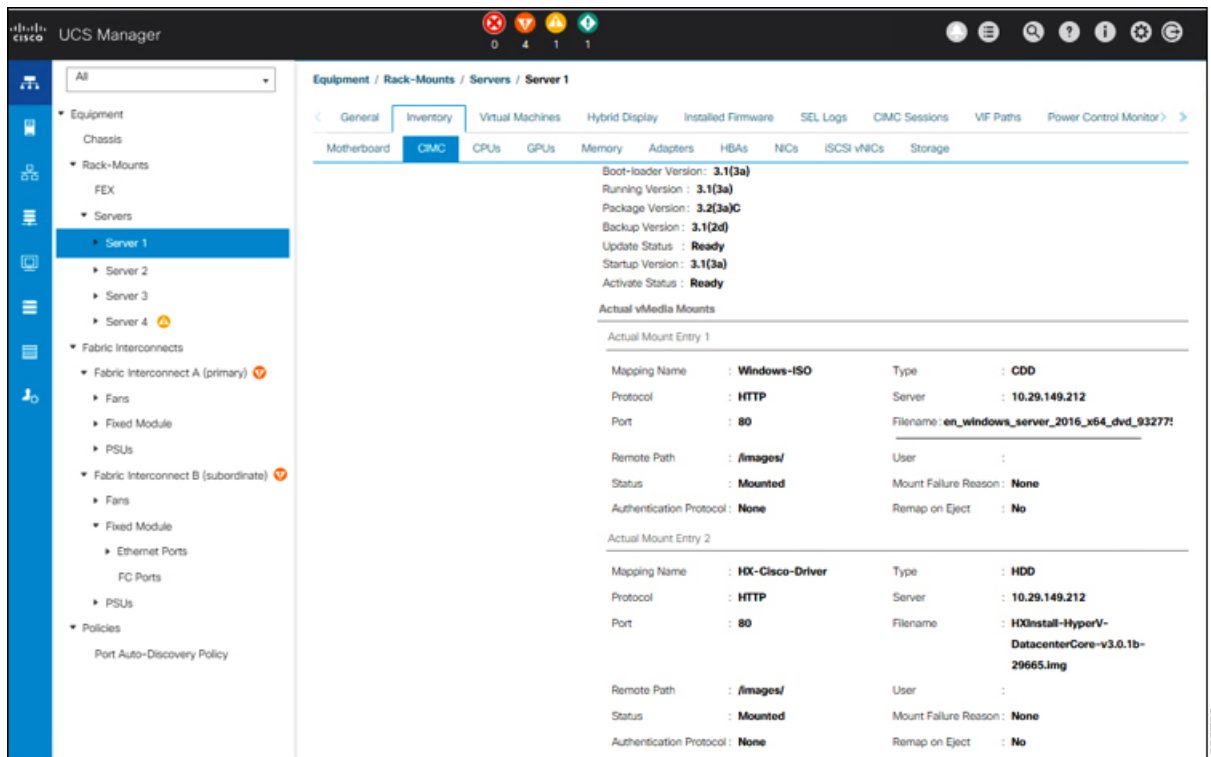 cisco UCS Manager
0 4 1 1
All
Equipment
Chassis
Rack-Mounts
FEX
Servers
Server 1
Server 2
Server 3
Server 4
Fabric Interconnects
Fabric Interconnect A (primary)
Fans
Fixed Module
PSUs
Fabric Interconnect B (subordinate)
Fans
Fixed Module
Ethernet Ports
FC Ports
PSUs
Policies
Port Auto-Discovery Policy
Equipment / Rack-Mounts / Servers / Server 1
General Inventory Virtual Machines Hybrid Display Installed Firmware SEL Logs CIMC Sessions VIF Paths Power Control Monitor
Motherboard CIMC CPUs GPUs Memory Adapters HBAs NICs iSCSI vNICs Storage
Boot-loader Version: 3.1(3a)
Running Version : 3.1(3a)
Package Version : 3.2(3a)C
Backup Version : 3.1(2d)
Update Status : Ready
Startup Version : 3.1(3a)
Activate Status : Ready
Actual vMedia Mounts
Actual Mount Entry 1
Mapping Name : Windows-ISO Type : CDD
Protocol : HTTP Server : 10.29.149.212
Port : 80 Filename : en_windows_server_2016_x64_dvd_932775
Remote Path : /images/ User :
Status : Mounted Mount Failure Reason : None
Authentication Protocol : None Remap on Eject : No
Actual Mount Entry 2
Mapping Name : HX-Cisco-Driver Type : HDD
Protocol : HTTP Server : 10.29.149.212
Port : 80 Filename : HXInstall-HyperV-
DatacenterCore-v3.0.1b-
29665.img
Remote Path : /images/ User :
Status : Mounted Mount Failure Reason : None
Authentication Protocol : None Remap on Eject : No